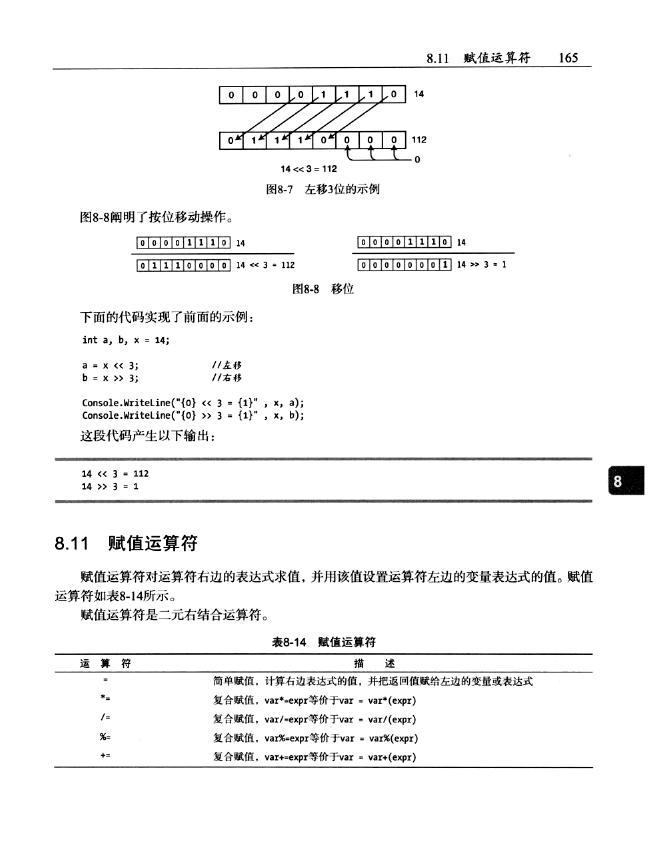 8.11 赋值运算符 165
0 0 0 0 1 1 1 0 14
0 1 1 1 0 0 0 0 112
0
14 << 3 = 112
图8-7 左移3位的示例
图8-8阐明了按位移动操作。
0 0 0 0 1 1 1 0 14 0 0 0 0 1 1 1 0 14
0 1 1 1 0 0 0 0 14 << 3 = 112 0 0 0 0 0 0 0 1 14 >> 3 = 1
图8-8 移位
下面的代码实现了前面的示例：
int a, b, x = 14;
a = x << 3; //左移
b = x >> 3; //右移
Console.WriteLine("{0} << 3 = {1}" , x, a);
Console.WriteLine("{0} >> 3 = {1}" , x, b);
这段代码产生以下输出：
14 << 3 = 112
14 >> 3 = 1
8
8.11 赋值运算符
赋值运算符对运算符右边的表达式求值，并用该值设置运算符左边的变量表达式的值。赋值
运算符如表8-14所示。
赋值运算符是二元右结合运算符。
表8-14 赋值运算符
运 算 符 描 述
= 简单赋值，计算右边表达式的值，并把返回值赋给左边的变量或表达式
*= 复合赋值，var*=expr等价于var = var*(expr)
/= 复合赋值，var/=expr等价于var = var/(expr)
%= 复合赋值，var%=expr等价于var = var%(expr)
+= 复合赋值，var+=expr等价于var = var+(expr)